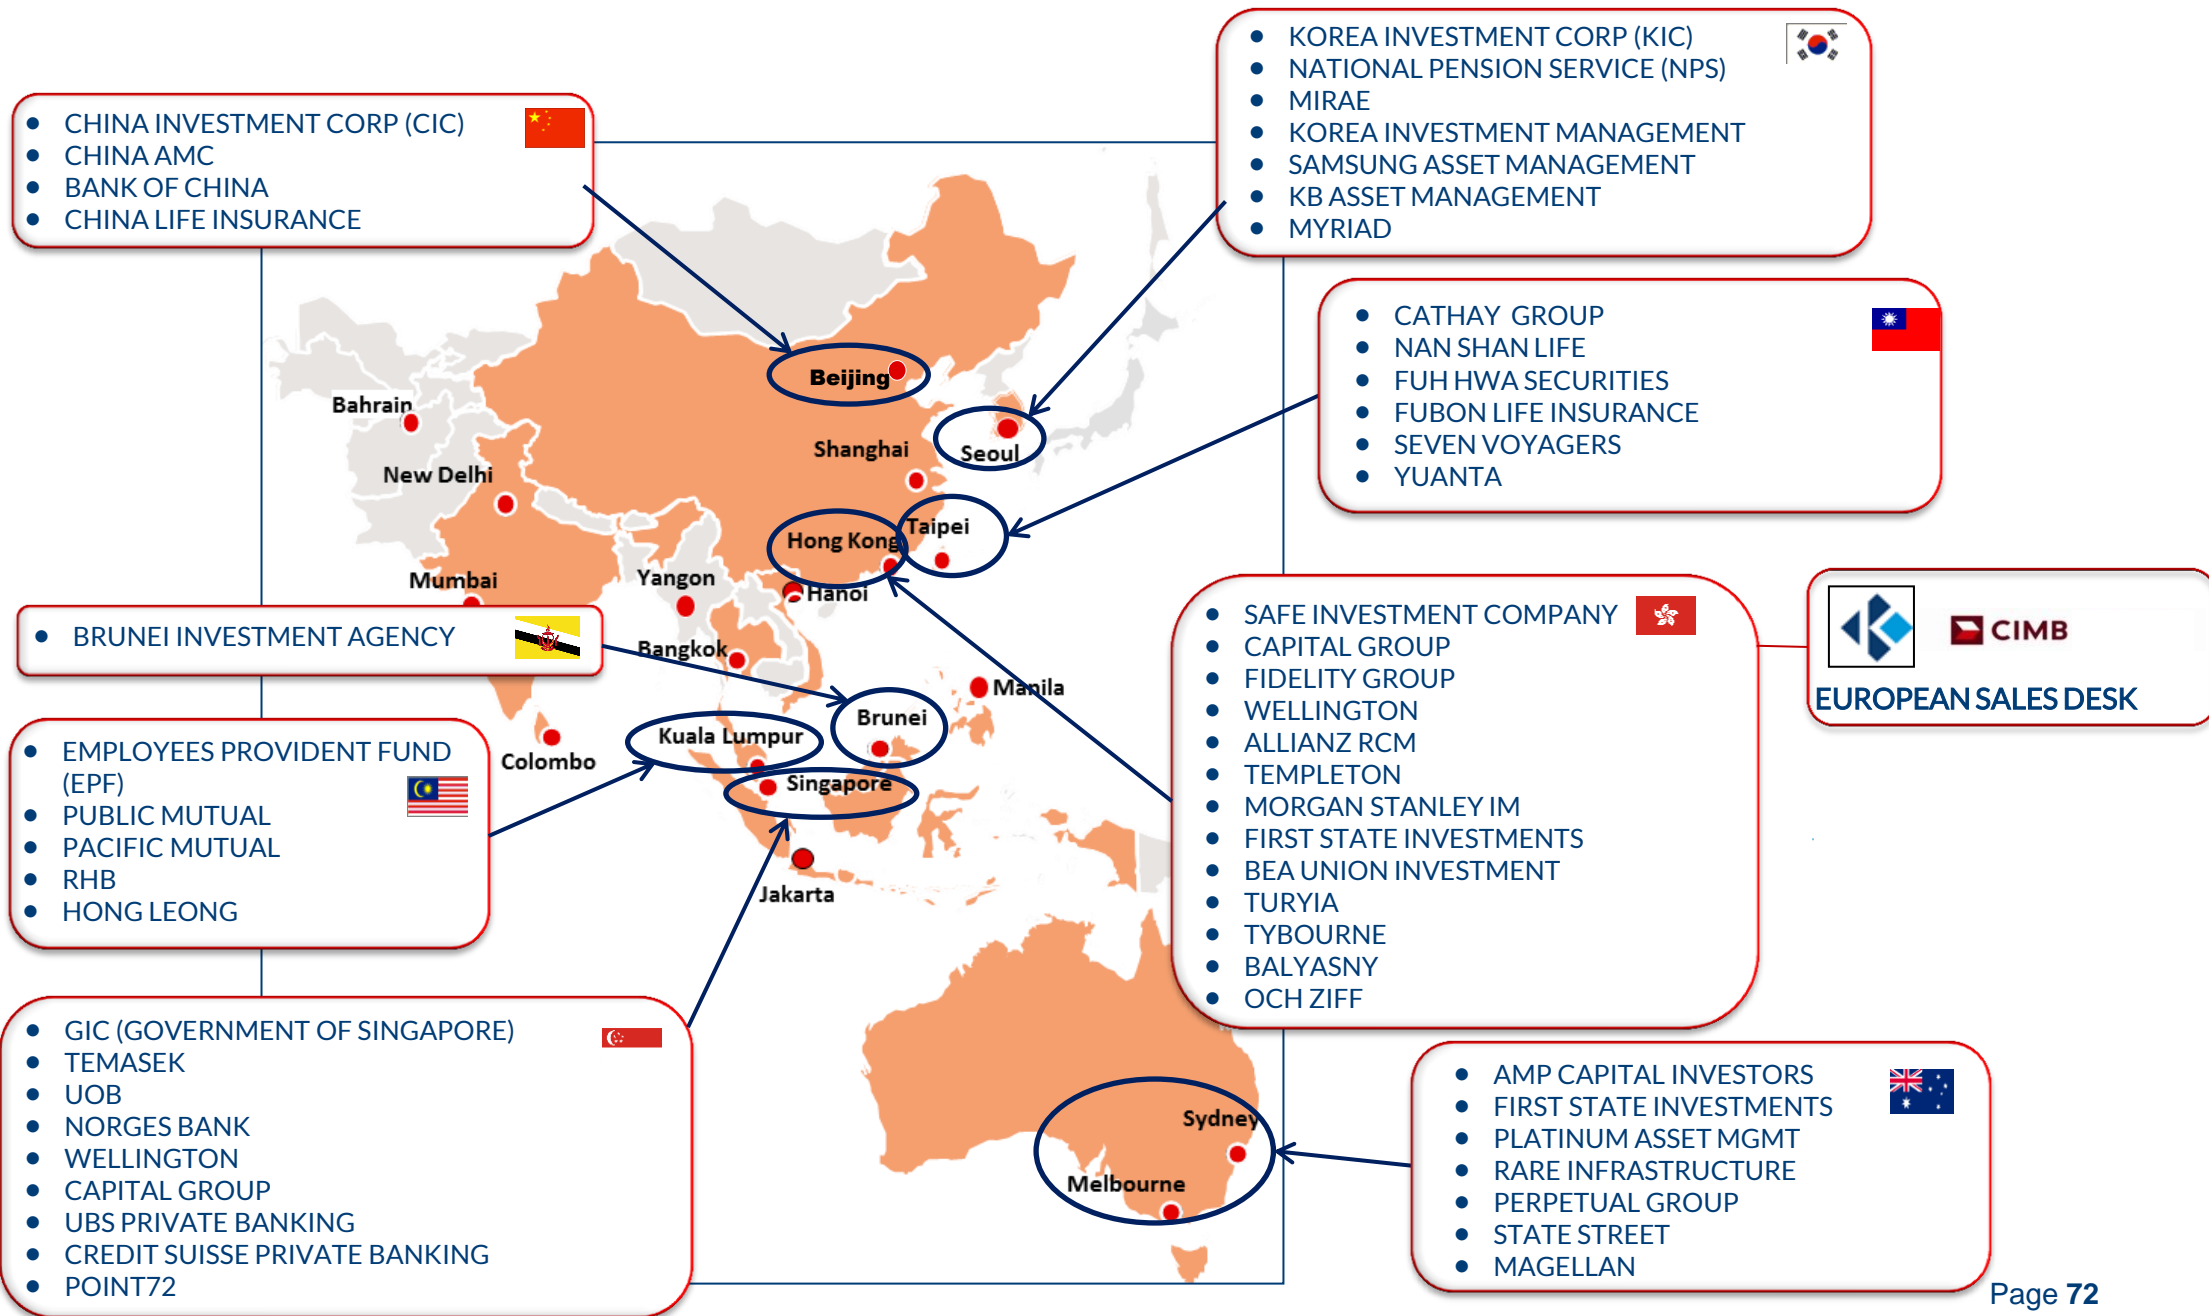 KOREA INVESTMENT CORP (KIC)
NATIONAL PENSION SERVICE (NPS)
MIRAE
KOREA INVESTMENT MANAGEMENT
SAMSUNG ASSET MANAGEMENT
KB ASSET MANAGEMENT
MYRIAD
CHINA INVESTMENT CORP (CIC)
CHINA AMC
BANK OF CHINA
CHINA LIFE INSURANCE
CATHAY GROUP
NAN SHAN LIFE
FUH HWA SECURITIES
FUBON LIFE INSURANCE
SEVEN VOYAGERS
YUANTA
Beijing
Bahrain
Shanghai
Seoul
New Delhi
Taipei
Hong Kong
Mumbai
Yangon
Hanoi
BRUNEI INVESTMENT AGENCY
Bangkok
Manila
Brunei
Kuala Lumpur
Colombo
Singapore
Jakarta
SAFE INVESTMENT COMPANY
CAPITAL GROUP
FIDELITY GROUP
WELLINGTON
ALLIANZ RCM
TEMPLETON
MORGAN STANLEY IM
FIRST STATE INVESTMENTS
BEA UNION INVESTMENT
TURYIA
TYBOURNE
BALYASNY
OCH ZIFF
CIMB
EUROPEAN SALES DESK
EMPLOYEES PROVIDENT FUND
(EPF)
PUBLIC MUTUAL
PACIFIC MUTUAL
RHB
HONG LEONG
GIC (GOVERNMENT OF SINGAPORE)
TEMASEK
UOB
NORGES BANK
WELLINGTON
CAPITAL GROUP
UBS PRIVATE BANKING
CREDIT SUISSE PRIVATE BANKING
POINT72
Sydney
Melbourne
AMP CAPITAL INVESTORS
FIRST STATE INVESTMENTS
PLATINUM ASSET MGMT
RARE INFRASTRUCTURE
PERPETUAL GROUP
STATE STREET
MAGELLAN
Page 72